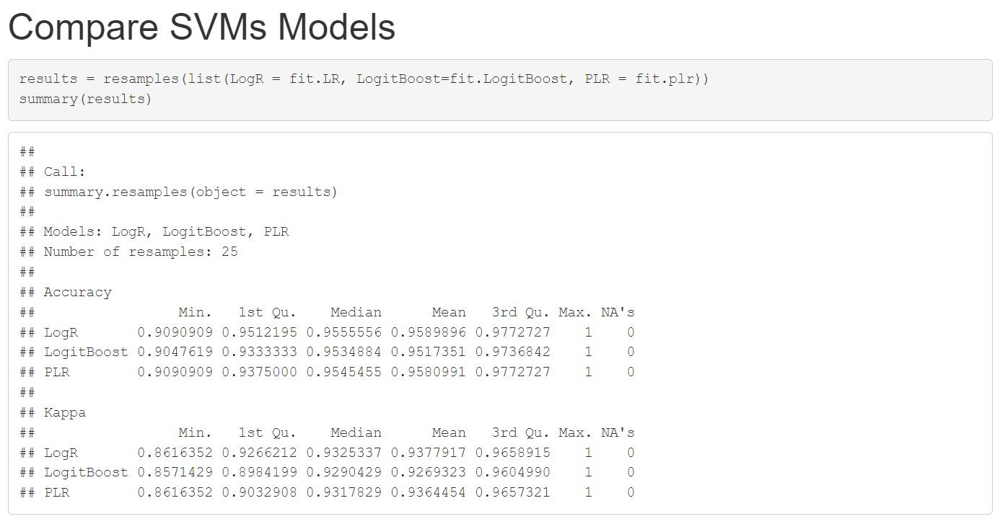 Compare SVMs Models
results = resamples(list(LogR = fit.LR, LogitBoost=fit.LogitBoost, PLR = fit.plr))
summary(results)
##
## Call:
## summary.resamples(object = results)
##
## Models: LogR, LogitBoost, PLR
## Number of resamples: 25
##
## Accuracy
##                 Min.   1st Qu.    Median      Mean   3rd Qu. Max. NA's
## LogR       0.9090909 0.9512195 0.9555556 0.9589896 0.9772727    1    0
## LogitBoost 0.9047619 0.9333333 0.9534884 0.9517351 0.9736842    1    0
## PLR        0.9090909 0.9375000 0.9545455 0.9580991 0.9772727    1    0
##
## Kappa
##                 Min.   1st Qu.    Median      Mean   3rd Qu. Max. NA's
## LogR       0.8616352 0.9266212 0.9325337 0.9377917 0.9658915    1    0
## LogitBoost 0.8571429 0.8984199 0.9290429 0.9269323 0.9604990    1    0
## PLR        0.8616352 0.9032908 0.9317829 0.9364454 0.9657321    1    0